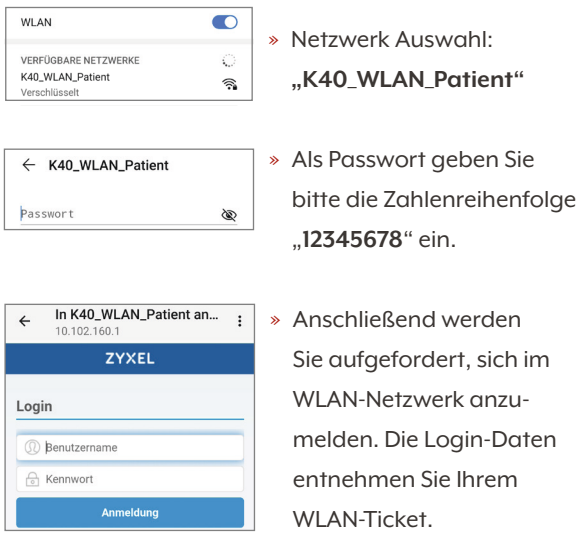 WLAN
VERFÜGBARE NETZWERKE
K40_WLAN_Patient
Verschlüsselt
» Netzwerk Auswahl:
„K40_WLAN_Patient“
← K40_WLAN_Patient
Passwort
» Als Passwort geben Sie
bitte die Zahlenreihenfolge
„12345678“ ein.
← In K40_WLAN_Patient an...
10.102.160.1
ZYXEL
Login
Benutzername
Kennwort
Anmeldung
» Anschließend werden
Sie aufgefordert, sich im
WLAN-Netzwerk anzu-
melden. Die Login-Daten
entnehmen Sie Ihrem
WLAN-Ticket.